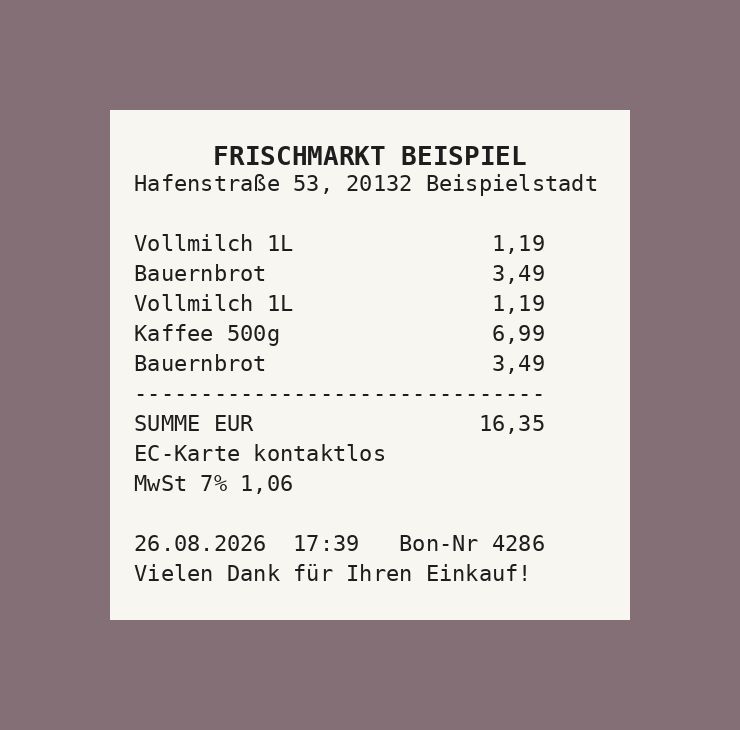 FRISCHMARKT BEISPIEL
Hafenstraße 53, 20132 Beispielstadt
Vollmilch 1L 1,19
Bauernbrot 3,49
Vollmilch 1L 1,19
Kaffee 500g 6,99
Bauernbrot 3,49
-------------------------------
SUMME EUR 16,35
EC-Karte kontaktlos
MwSt 7% 1,06
26.08.2026 17:39 Bon-Nr 4286
Vielen Dank für Ihren Einkauf!